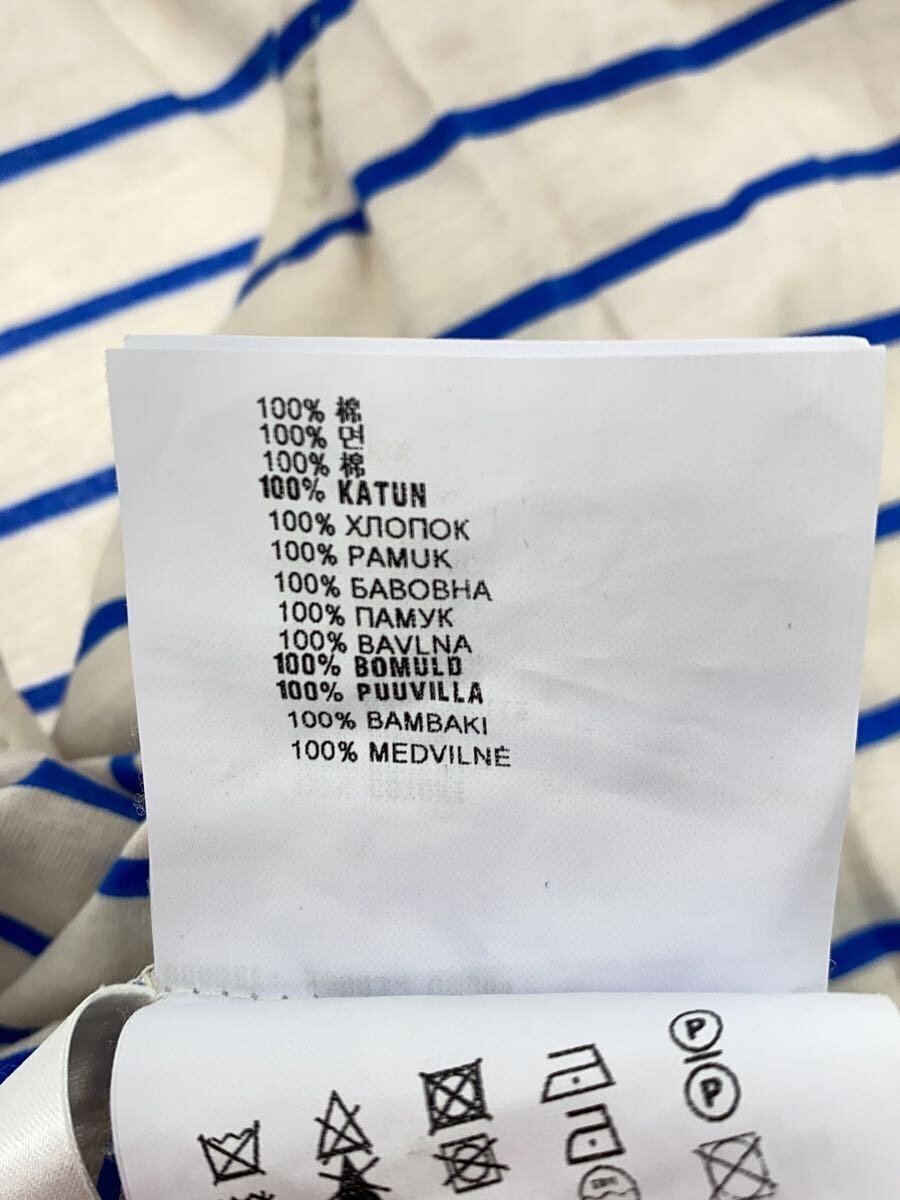 100% 棉
100% 면
100% 棉
100% KATUN
100% ХЛОПОК
100% PAMUK
100% БАВОВНА
100% ПАМУК
100% BAVLNA
100% BOMULD
100% PUUVILLA
100% BAMBAKI
100% MEDVILNĖ
P
P